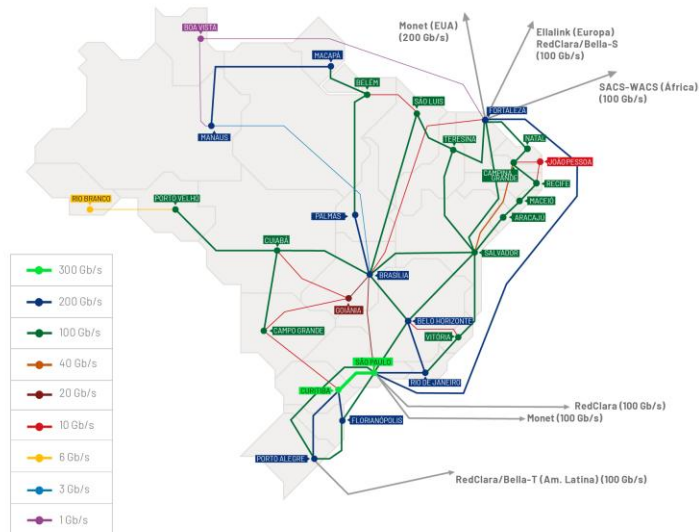 Monet (EUA)
(200 Gb/s)
Ellalink (Europa)
RedClara/Bella-S
(100 Gb/s)
SACS-WACS (África)
(100 Gb/s)
BOA VISTA
MACAPÁ
BELÉM
SÃO LUIS
FORTALEZA
MANAUS
TERESINA
NATAL
CAMPINA
GRANDE
JOÃO PESSOA
RECIFE
MACEIÓ
ARACAJÚ
RIO BRANCO
PORTO VELHO
PALMAS
CUIABÁ
SALVADOR
BRASÍLIA
GOIÂNIA
CAMPO GRANDE
BELO HORIZONTE
VITÓRIA
SÃO PAULO
RIO DE JANEIRO
CURITIBA
FLORIANÓPOLIS
PORTO ALEGRE
RedClara (100 Gb/s)
Monet (100 Gb/s)
RedClara/Bella-T (Am. Latina) (100 Gb/s)
300 Gb/s
200 Gb/s
100 Gb/s
40 Gb/s
20 Gb/s
10 Gb/s
6 Gb/s
3 Gb/s
1 Gb/s